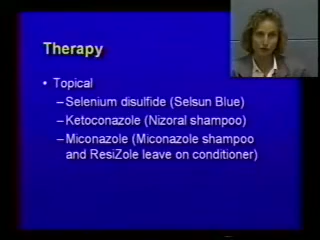 Therapy
• Topical
– Selenium disulfide (Selsun Blue)
– Ketoconazole (Nizoral shampoo)
– Miconazole (Miconazole shampoo
and ResiZole leave on conditioner)